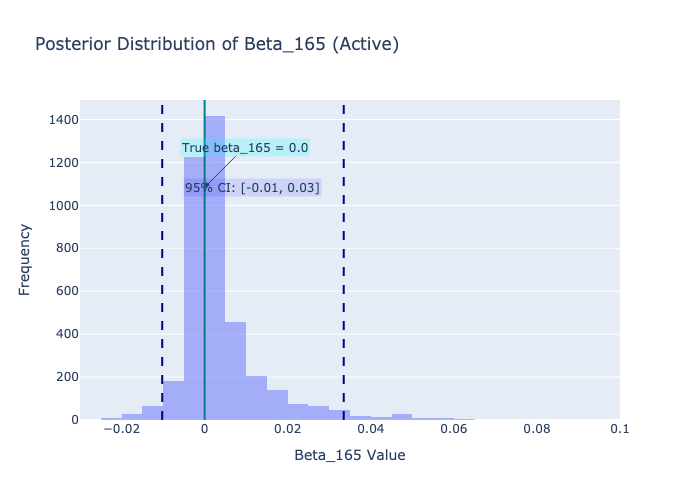 Posterior Distribution of Beta_165 (Active)
1400
True beta_165 = 0.0
1200
95% CI: [-0.01, 0.03]
1000
800
600
400
200
0
Frequency
−0.02 0 0.02 0.04 0.06 0.08 0.1
Beta_165 Value